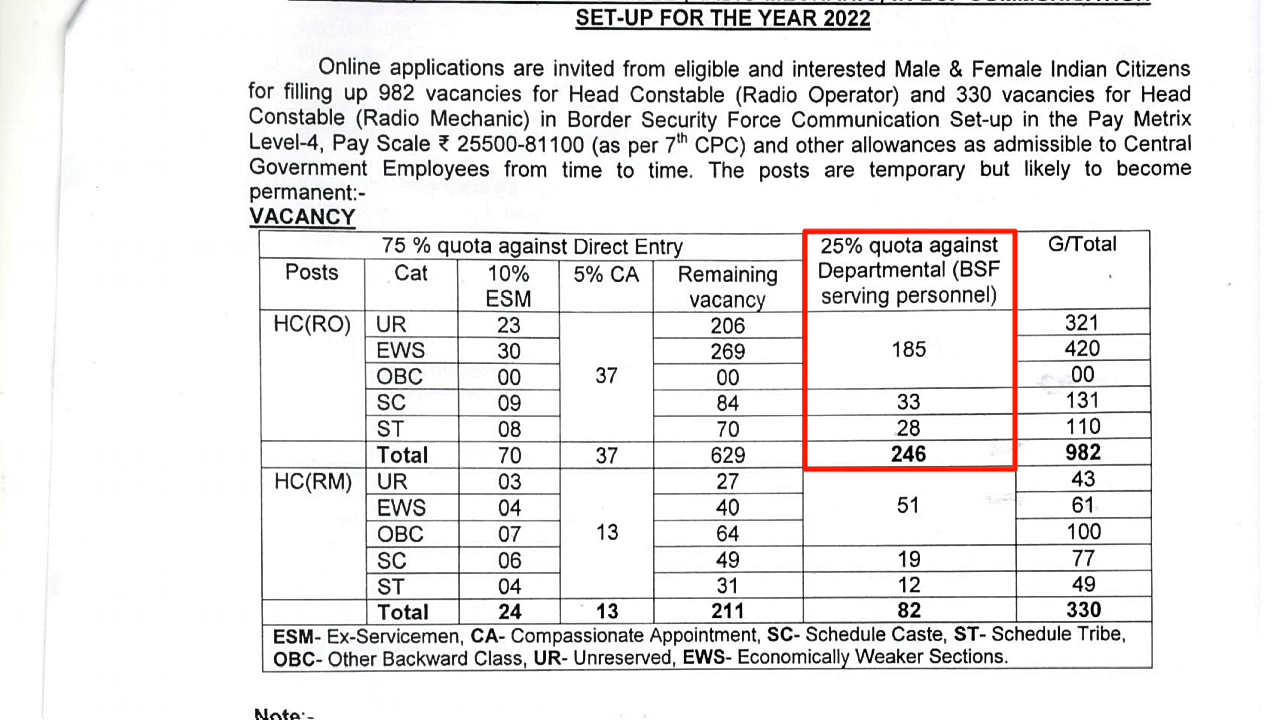 SET-UP FOR THE YEAR 2022
Online applications are invited from eligible and interested Male & Female Indian Citizens
for filling up 982 vacancies for Head Constable (Radio Operator) and 330 vacancies for Head
Constable (Radio Mechanic) in Border Security Force Communication Set-up in the Pay Metrix
Level-4, Pay Scale ₹ 25500-81100 (as per 7th CPC) and other allowances as admissible to Central
Government Employees from time to time. The posts are temporary but likely to become
permanent:-
VACANCY
75 % quota against Direct Entry 25% quota against Departmental (BSF serving personnel) G/Total
Posts Cat 10% ESM 5% CA Remaining vacancy
HC(RO) UR 23 37 206 185 321
EWS 30 269 420
OBC 00 00 00
SC 09 84 33 131
ST 08 70 28 110
Total 70 37 629 246 982
HC(RM) UR 03 13 27 51 43
EWS 04 40 61
OBC 07 64 100
SC 06 49 19 77
ST 04 31 12 49
Total 24 13 211 82 330
ESM- Ex-Servicemen, CA- Compassionate Appointment, SC- Schedule Caste, ST- Schedule Tribe,
OBC- Other Backward Class, UR- Unreserved, EWS- Economically Weaker Sections.
Note:-